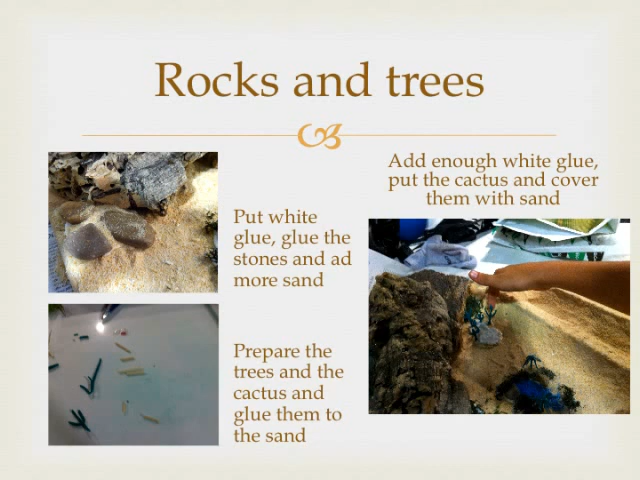 Rocks and trees
Put white
glue, glue the
stones and ad
more sand
Prepare the
trees and the
cactus and
glue them to
the sand
Add enough white glue,
put the cactus and cover
them with sand